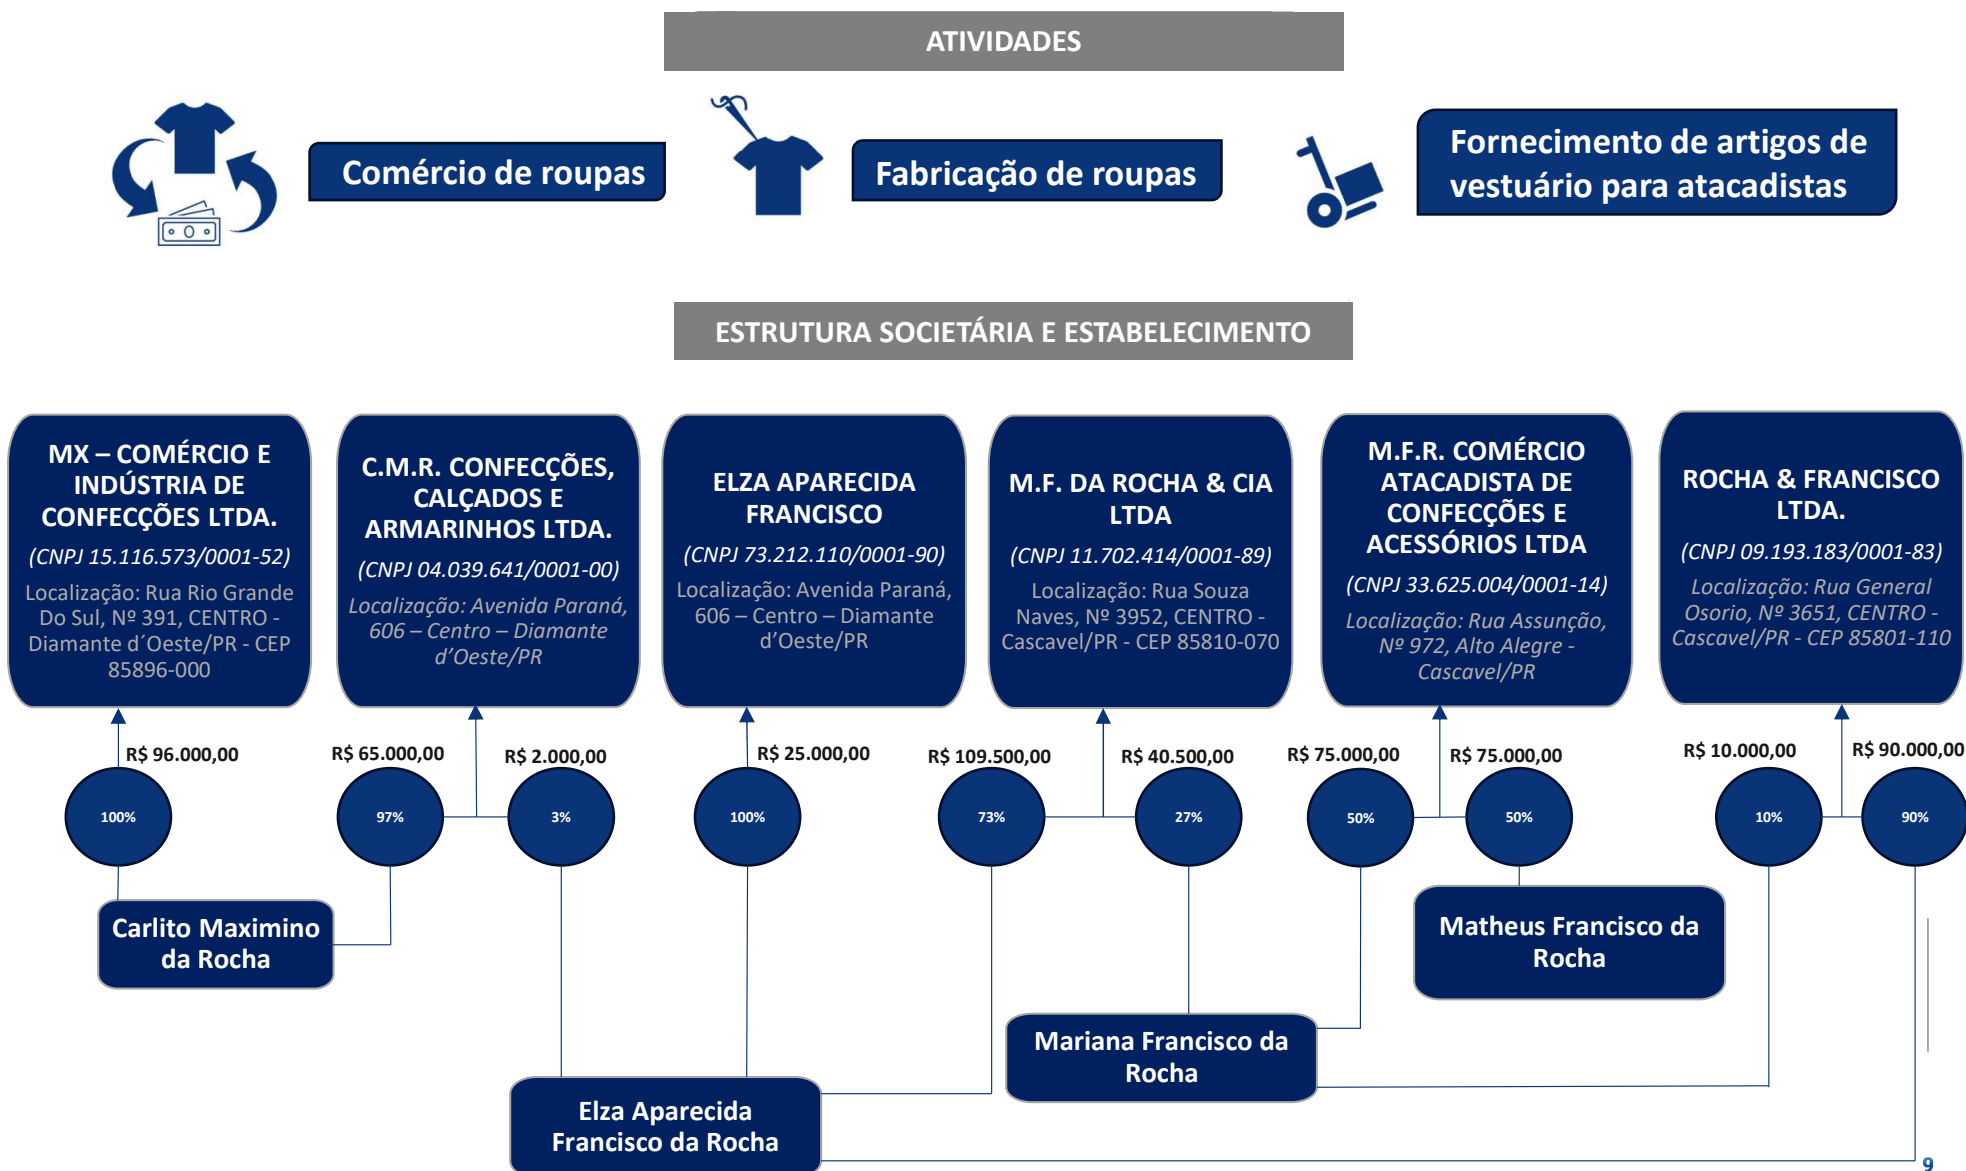 ATIVIDADES
Comércio de roupas
Fabricação de roupas
Fornecimento de artigos de
vestuário para atacadistas
ESTRUTURA SOCIETÁRIA E ESTABELECIMENTO
MX – COMÉRCIO E
INDÚSTRIA DE
CONFECÇÕES LTDA.
(CNPJ 15.116.573/0001-52)
Localização: Rua Rio Grande
Do Sul, Nº 391, CENTRO -
Diamante d´Oeste/PR - CEP
85896-000
C.M.R. CONFECÇÕES,
CALÇADOS E
ARMARINHOS LTDA.
(CNPJ 04.039.641/0001-00)
Localização: Avenida Paraná,
606 – Centro – Diamante
d’Oeste/PR
ELZA APARECIDA
FRANCISCO
(CNPJ 73.212.110/0001-90)
Localização: Avenida Paraná,
606 – Centro – Diamante
d’Oeste/PR
M.F. DA ROCHA & CIA
LTDA
(CNPJ 11.702.414/0001-89)
Localização: Rua Souza
Naves, Nº 3952, CENTRO -
Cascavel/PR - CEP 85810-070
M.F.R. COMÉRCIO
ATACADISTA DE
CONFECÇÕES E
ACESSÓRIOS LTDA
(CNPJ 33.625.004/0001-14)
Localização: Rua Assunção,
Nº 972, Alto Alegre -
Cascavel/PR
ROCHA & FRANCISCO
LTDA.
(CNPJ 09.193.183/0001-83)
Localização: Rua General
Osorio, Nº 3651, CENTRO -
Cascavel/PR - CEP 85801-110
R$ 96.000,00
R$ 65.000,00
R$ 2.000,00
R$ 25.000,00
R$ 109.500,00
R$ 40.500,00
R$ 75.000,00
R$ 75.000,00
R$ 10.000,00
R$ 90.000,00
100%
97%
3%
100%
73%
27%
50%
50%
10%
90%
Carlito Maximino
da Rocha
Matheus Francisco da
Rocha
Mariana Francisco da
Rocha
Elza Aparecida
Francisco da Rocha
9